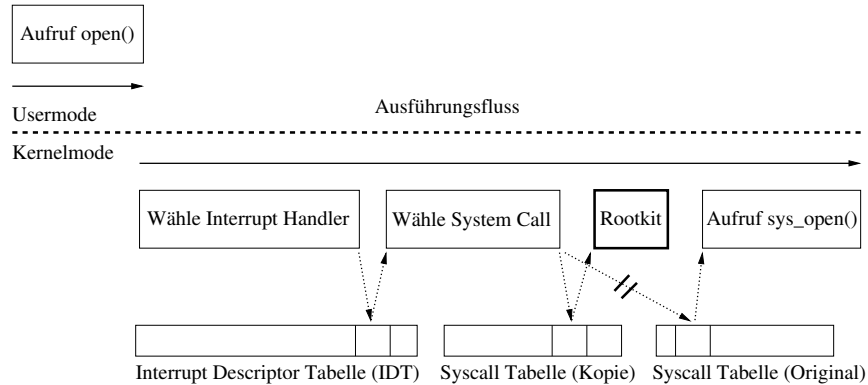 Aufruf open()
Ausführungsfluss
Usermode
Kernelmode
Wähle Interrupt Handler
Wähle System Call
Rootkit
Aufruf sys_open()
Interrupt Descriptor Tabelle (IDT)
Syscall Tabelle (Kopie)
Syscall Tabelle (Original)